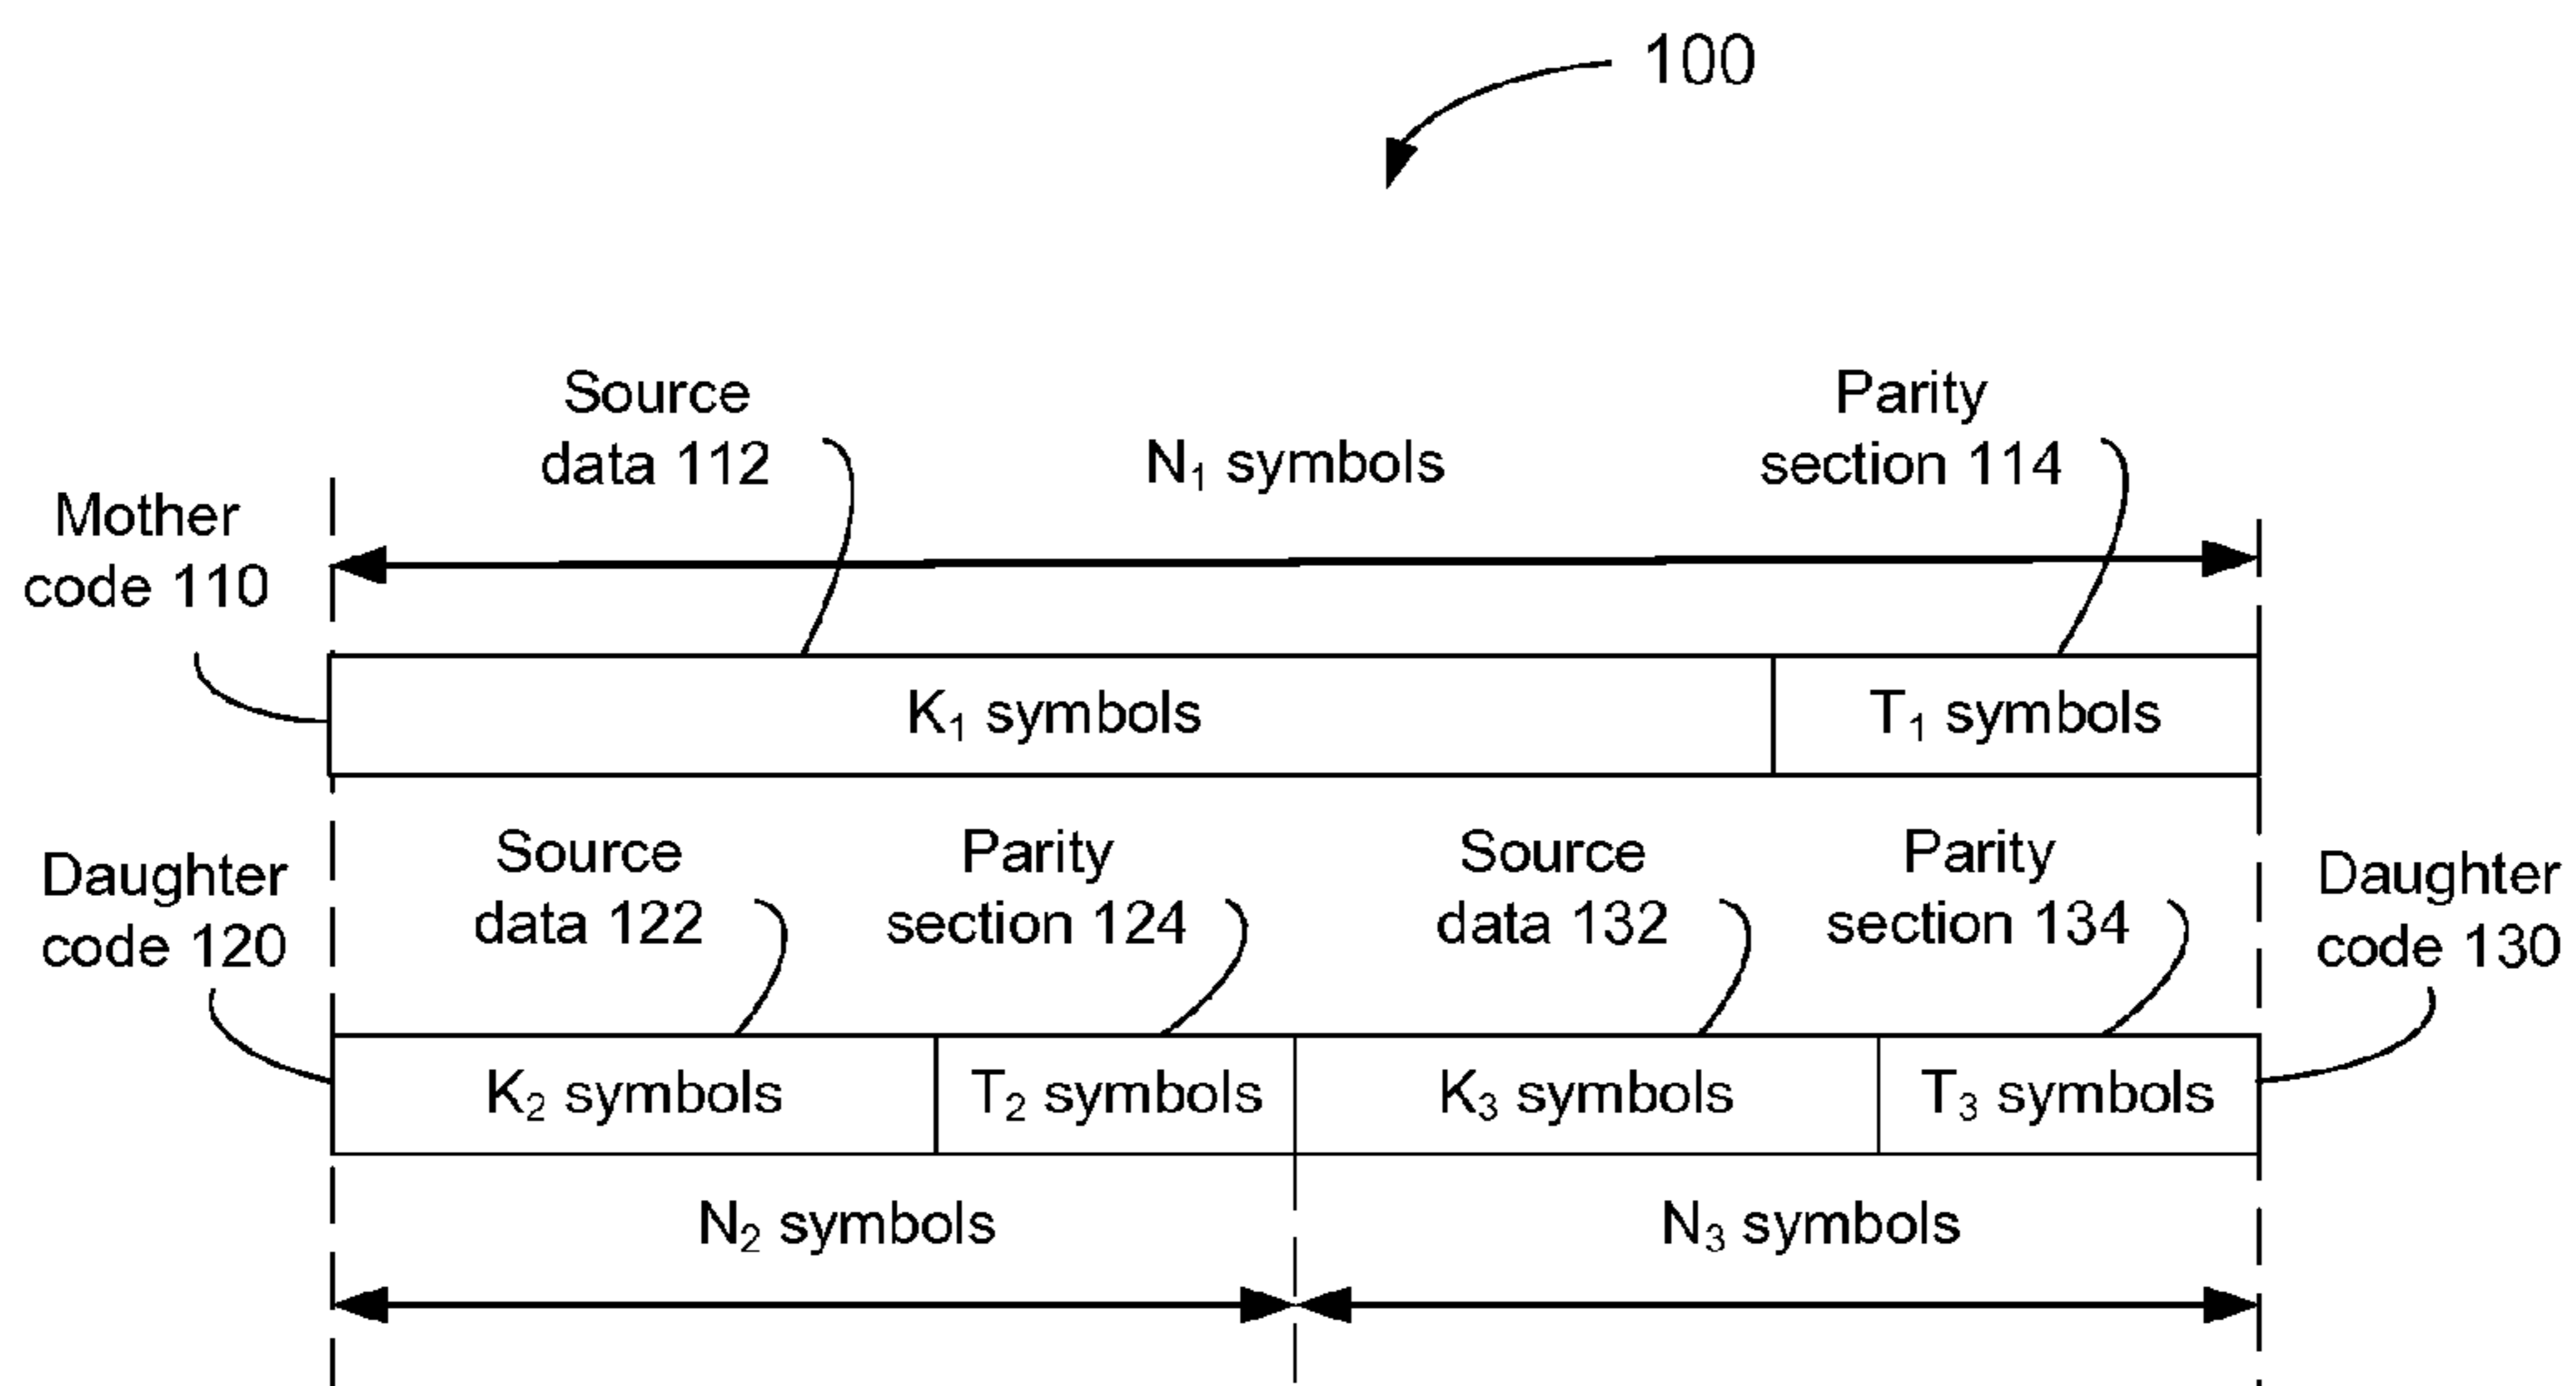 100
Source
data 112
N₁ symbols
Parity
section 114
Mother
code 110
K₁ symbols
T₁ symbols
Daughter
code 120
Source
data 122
Parity
section 124
Source
data 132
Parity
section 134
Daughter
code 130
K₂ symbols
T₂ symbols
K₃ symbols
T₃ symbols
N₂ symbols
N₃ symbols